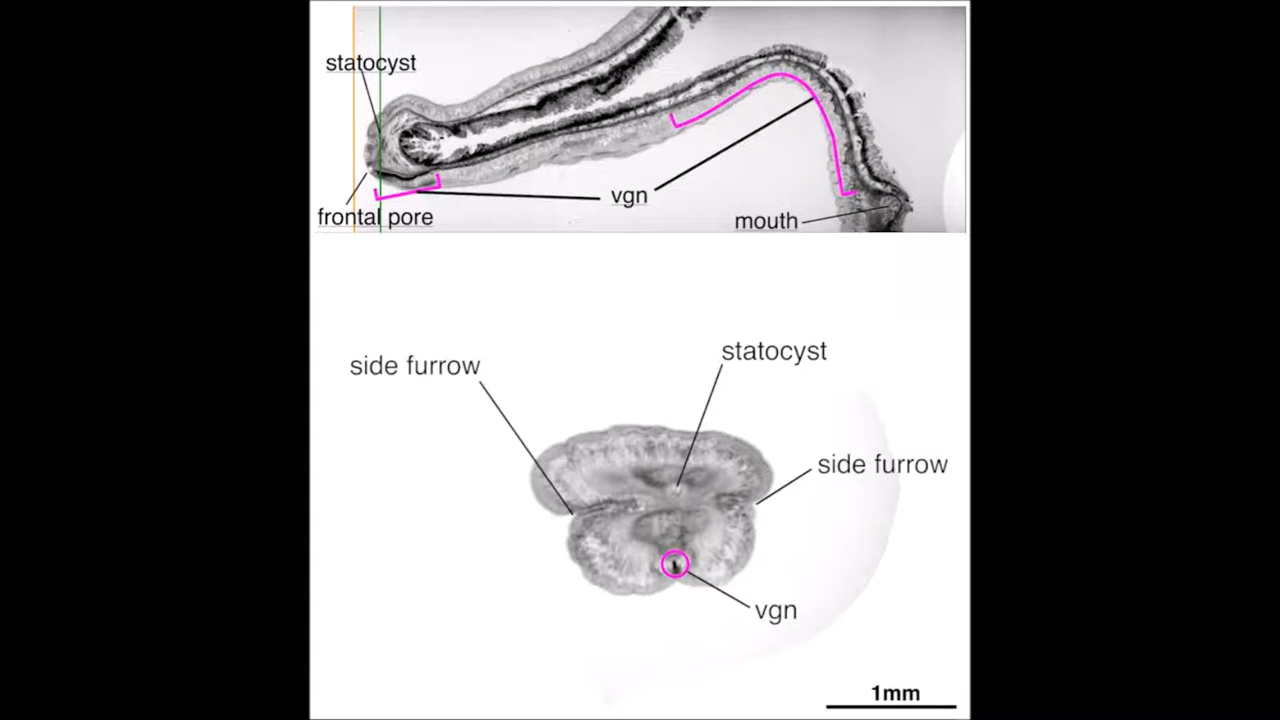 statocyst
frontal pore
vgn
mouth
side furrow
statocyst
side furrow
vgn
1mm